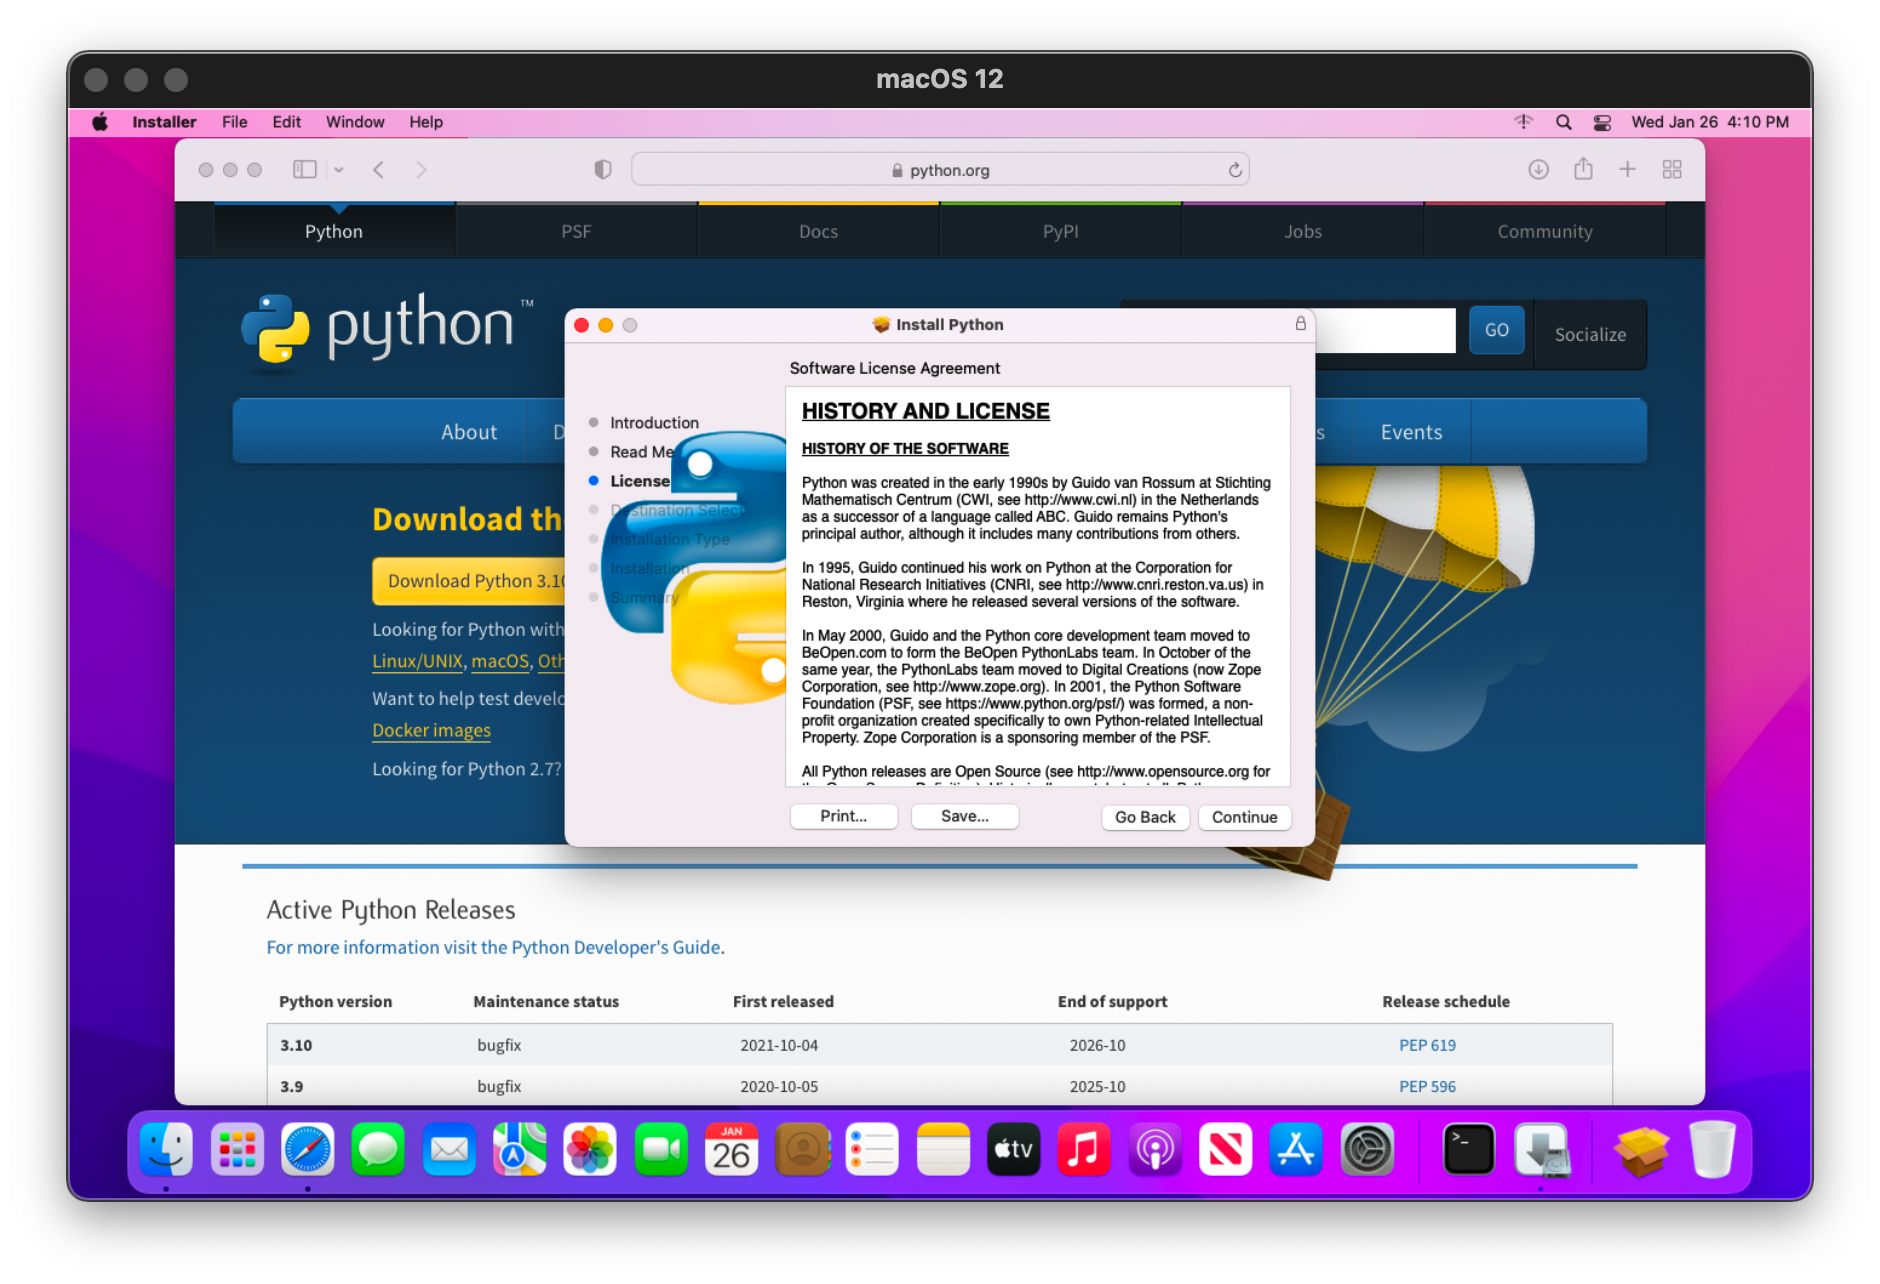 macOS 12
Installer File Edit Window Help
Wed Jan 26 4:10 PM
python.org
Python PSF Docs PyPI Jobs Community
python™
GO
Socialize
About
Events
Install Python
Software License Agreement
Introduction
Read Me
License
Destination Select
Installation Type
Installation
Summary
HISTORY AND LICENSE
HISTORY OF THE SOFTWARE
Python was created in the early 1990s by Guido van Rossum at Stichting
Mathematisch Centrum (CWI, see http://www.cwi.nl) in the Netherlands
as a successor of a language called ABC. Guido remains Python's
principal author, although it includes many contributions from others.
In 1995, Guido continued his work on Python at the Corporation for
National Research Initiatives (CNRI, see http://www.cnri.reston.va.us) in
Reston, Virginia where he released several versions of the software.
In May 2000, Guido and the Python core development team moved to
BeOpen.com to form the BeOpen PythonLabs team. In October of the
same year, the PythonLabs team moved to Digital Creations (now Zope
Corporation, see http://www.zope.org). In 2001, the Python Software
Foundation (PSF, see https://www.python.org/psf/) was formed, a non-
profit organization created specifically to own Python-related Intellectual
Property. Zope Corporation is a sponsoring member of the PSF.
All Python releases are Open Source (see http://www.opensource.org for
Print... Save... Go Back Continue
Download th
Download Python 3.10
Looking for Python with
Linux/UNIX, macOS, Oth
Want to help test develo
Docker images
Looking for Python 2.7?
Active Python Releases
For more information visit the Python Developer's Guide.
Python version Maintenance status First released End of support Release schedule
3.10 bugfix 2021-10-04 2026-10 PEP 619
3.9 bugfix 2020-10-05 2025-10 PEP 596
JAN
26
tv